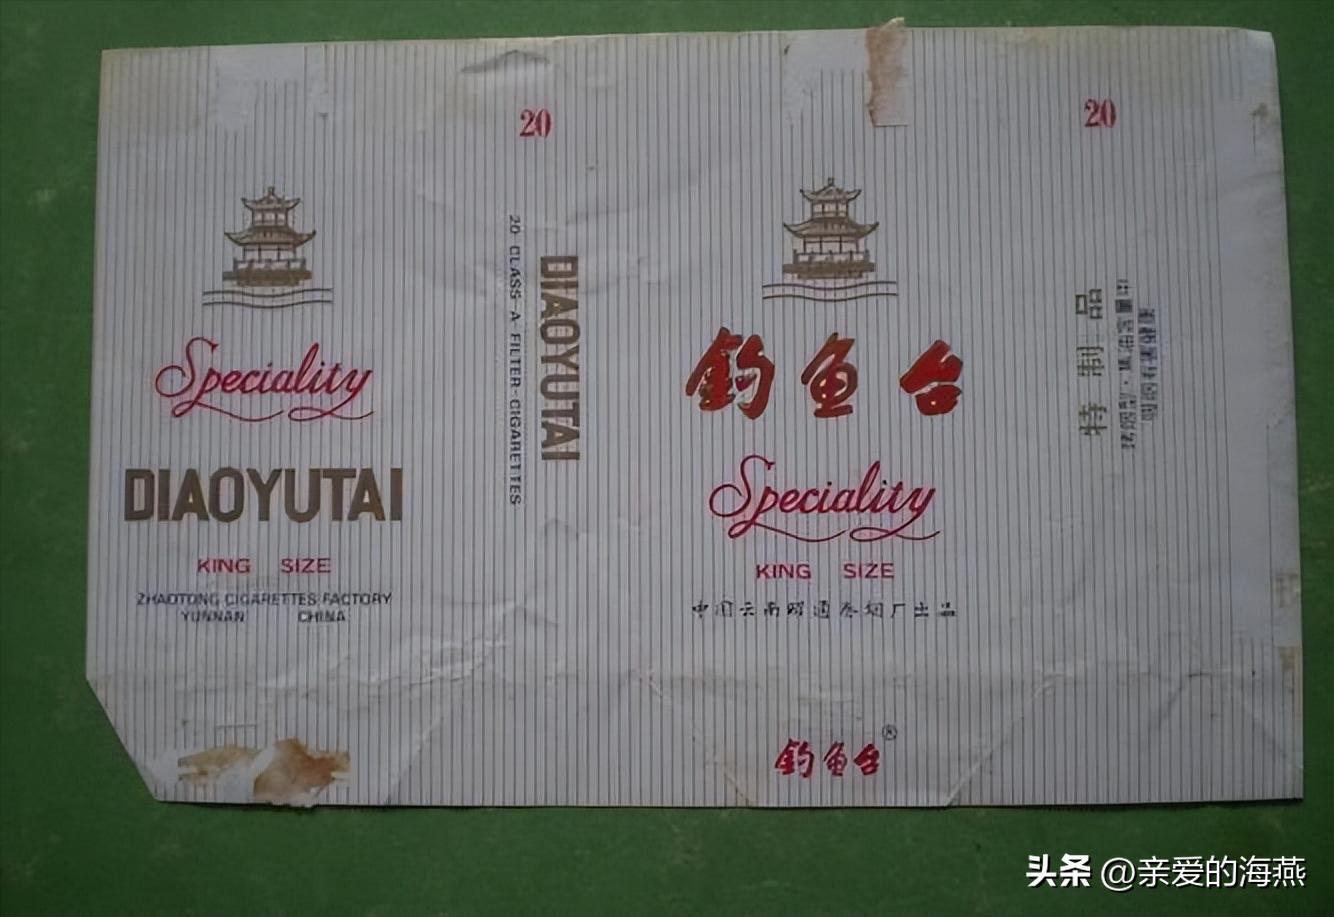 Speciality
DIAOYUTAI
KING SIZE
ZHAOTONG CIGARETTES FACTORY
YUNNAN CHINA
20
20 CLASS-A-FILTER-CIGARETTES
DIAOYUTAI
钓鱼台
Speciality
KING SIZE
中国云南昭通卷烟厂出品
钓鱼台®
20
特制品
头条 @亲爱的海燕